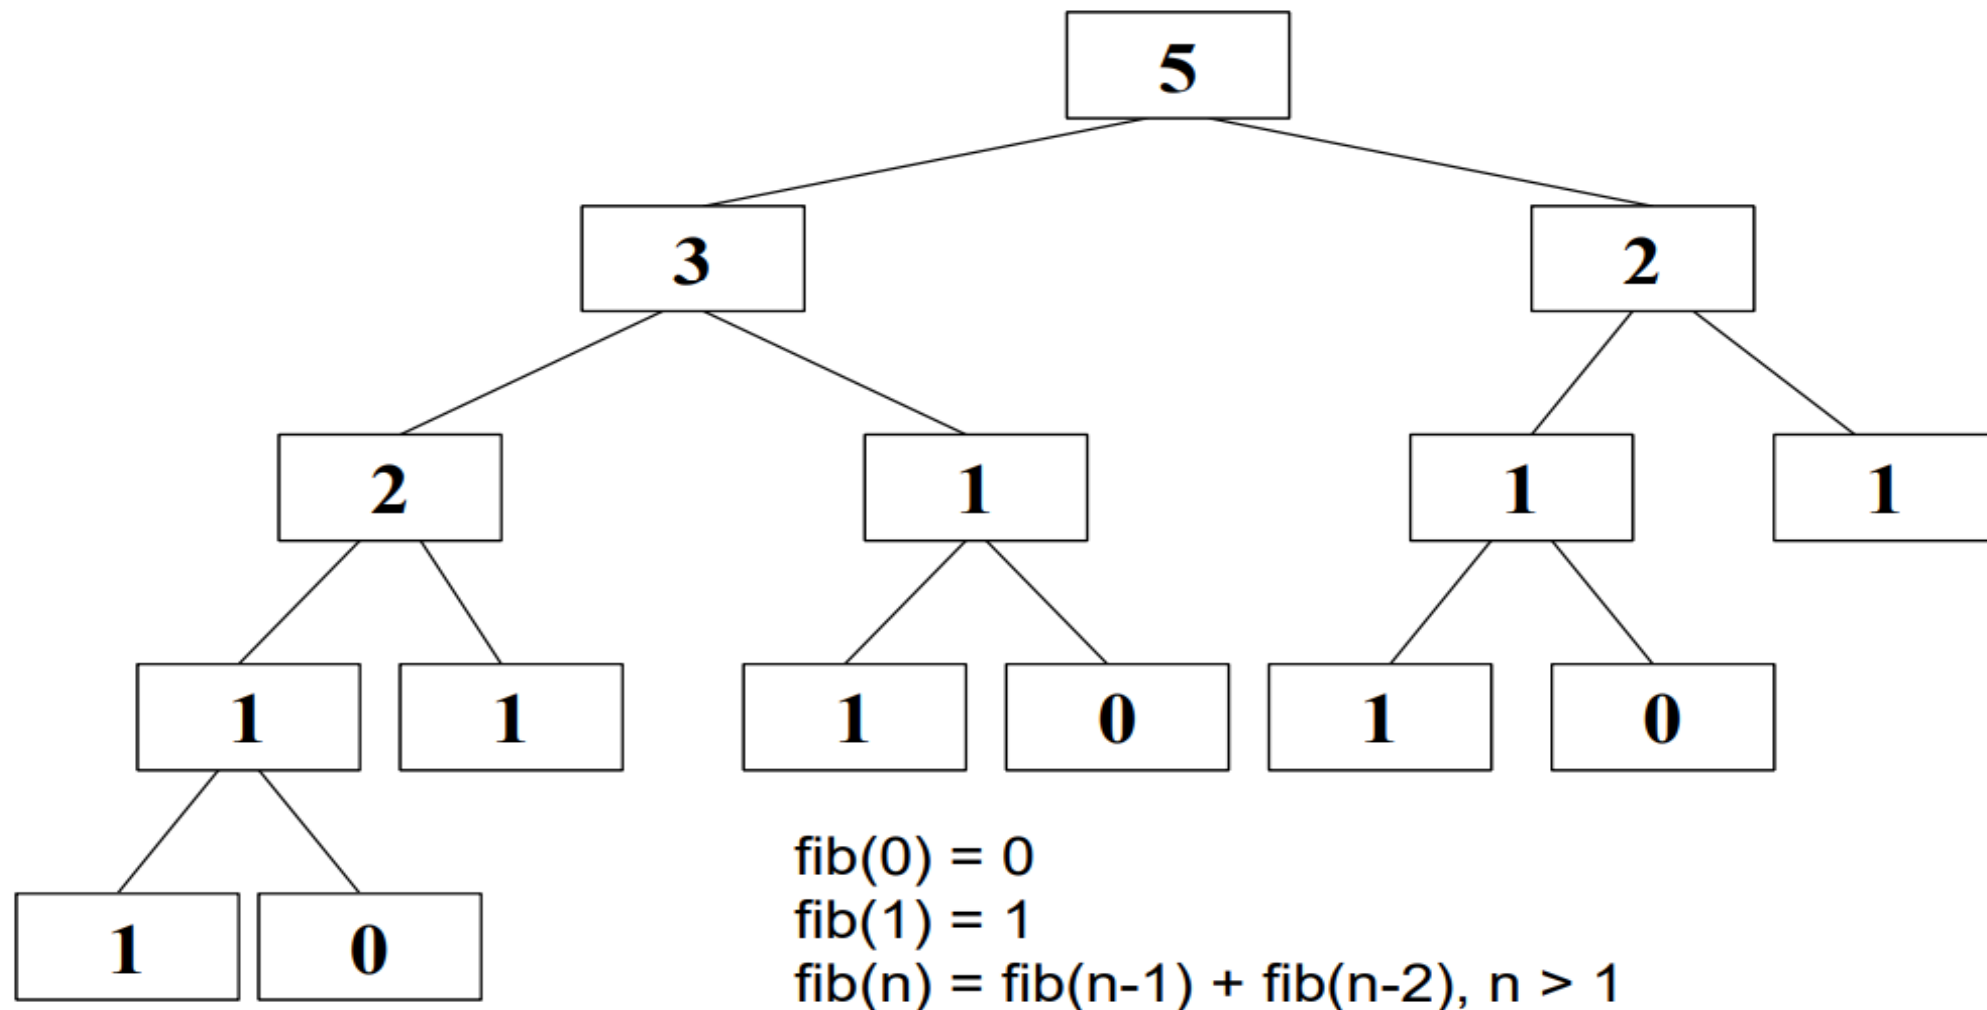 5
3 2
2 1 1 1
1 1 1 0 1 0
1 0
fib(0) = 0
fib(1) = 1
fib(n) = fib(n-1) + fib(n-2), n > 1